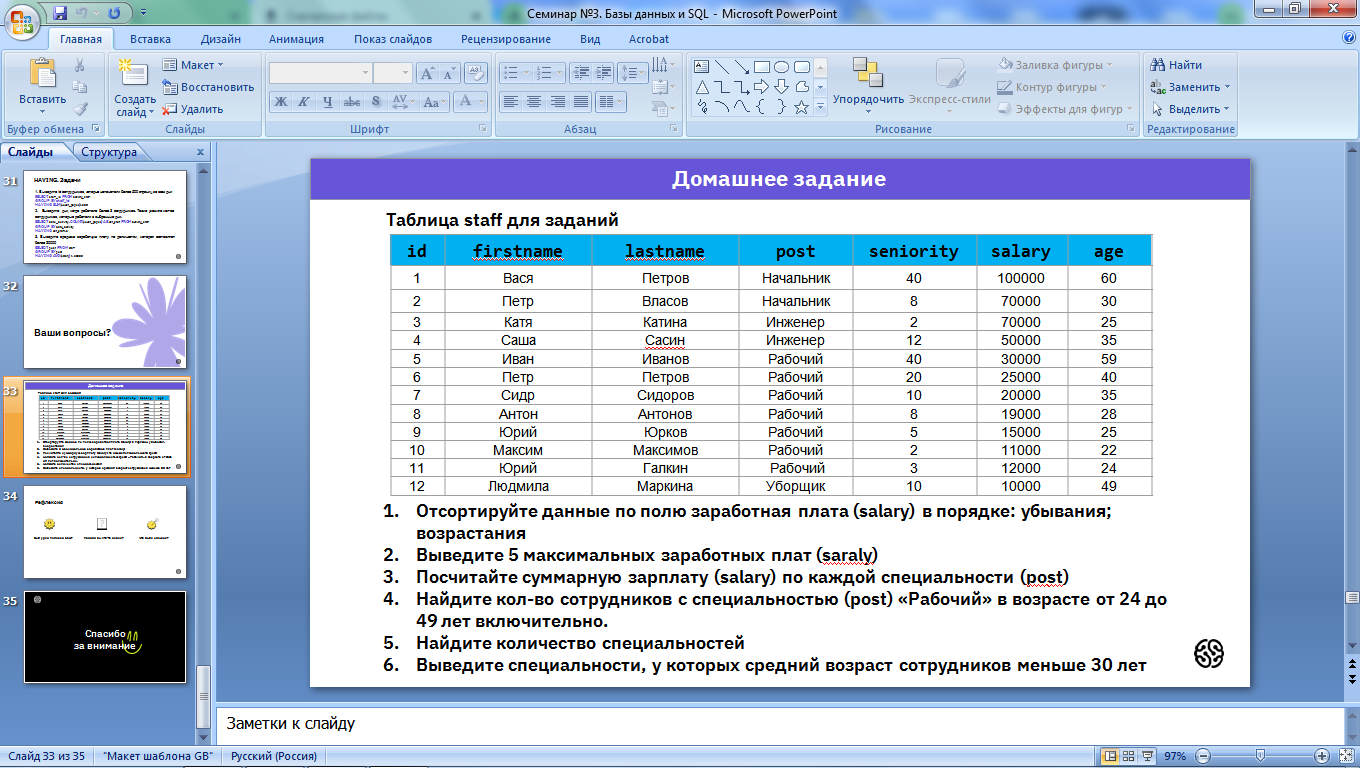 Семинар №3. Базы данных и SQL - Microsoft PowerPoint
Главная Вставка Дизайн Анимация Показ слайдов Рецензирование Вид Acrobat
Вставить
Буфер обмена
Создать слайд
Макет
Восстановить
Удалить
Слайды
Ж К Ч abc S AV Aa A
Шрифт
Абзац
Упорядочить
Экспресс-стили
Заливка фигуры
Контур фигуры
Эффекты для фигур
Рисование
Найти
Заменить
Выделить
Редактирование
Слайды Структура
31
HAVING. Задачи
32
Ваши вопросы?
33
Домашнее задание
34
Рефлексия
35
Спасибо
за внимание
Домашнее задание
Таблица staff для заданий
id firstname lastname post seniority salary age
1 Вася Петров Начальник 40 100000 60
2 Петр Власов Начальник 8 70000 30
3 Катя Катина Инженер 2 70000 25
4 Саша Сасин Инженер 12 50000 35
5 Иван Иванов Рабочий 40 30000 59
6 Петр Петров Рабочий 20 25000 40
7 Сидр Сидоров Рабочий 10 20000 35
8 Антон Антонов Рабочий 8 19000 28
9 Юрий Юрков Рабочий 5 15000 25
10 Максим Максимов Рабочий 2 11000 22
11 Юрий Галкин Рабочий 3 12000 24
12 Людмила Маркина Уборщик 10 10000 49
1. Отсортируйте данные по полю заработная плата (salary) в порядке: убывания;
возрастания
2. Выведите 5 максимальных заработных плат (saraly)
3. Посчитайте суммарную зарплату (salary) по каждой специальности (post)
4. Найдите кол-во сотрудников с специальностью (post) «Рабочий» в возрасте от 24 до
49 лет включительно.
5. Найдите количество специальностей
6. Выведите специальности, у которых средний возраст сотрудников меньше 30 лет
Заметки к слайду
Слайд 33 из 35 "Макет шаблона GB" Русский (Россия) 97%